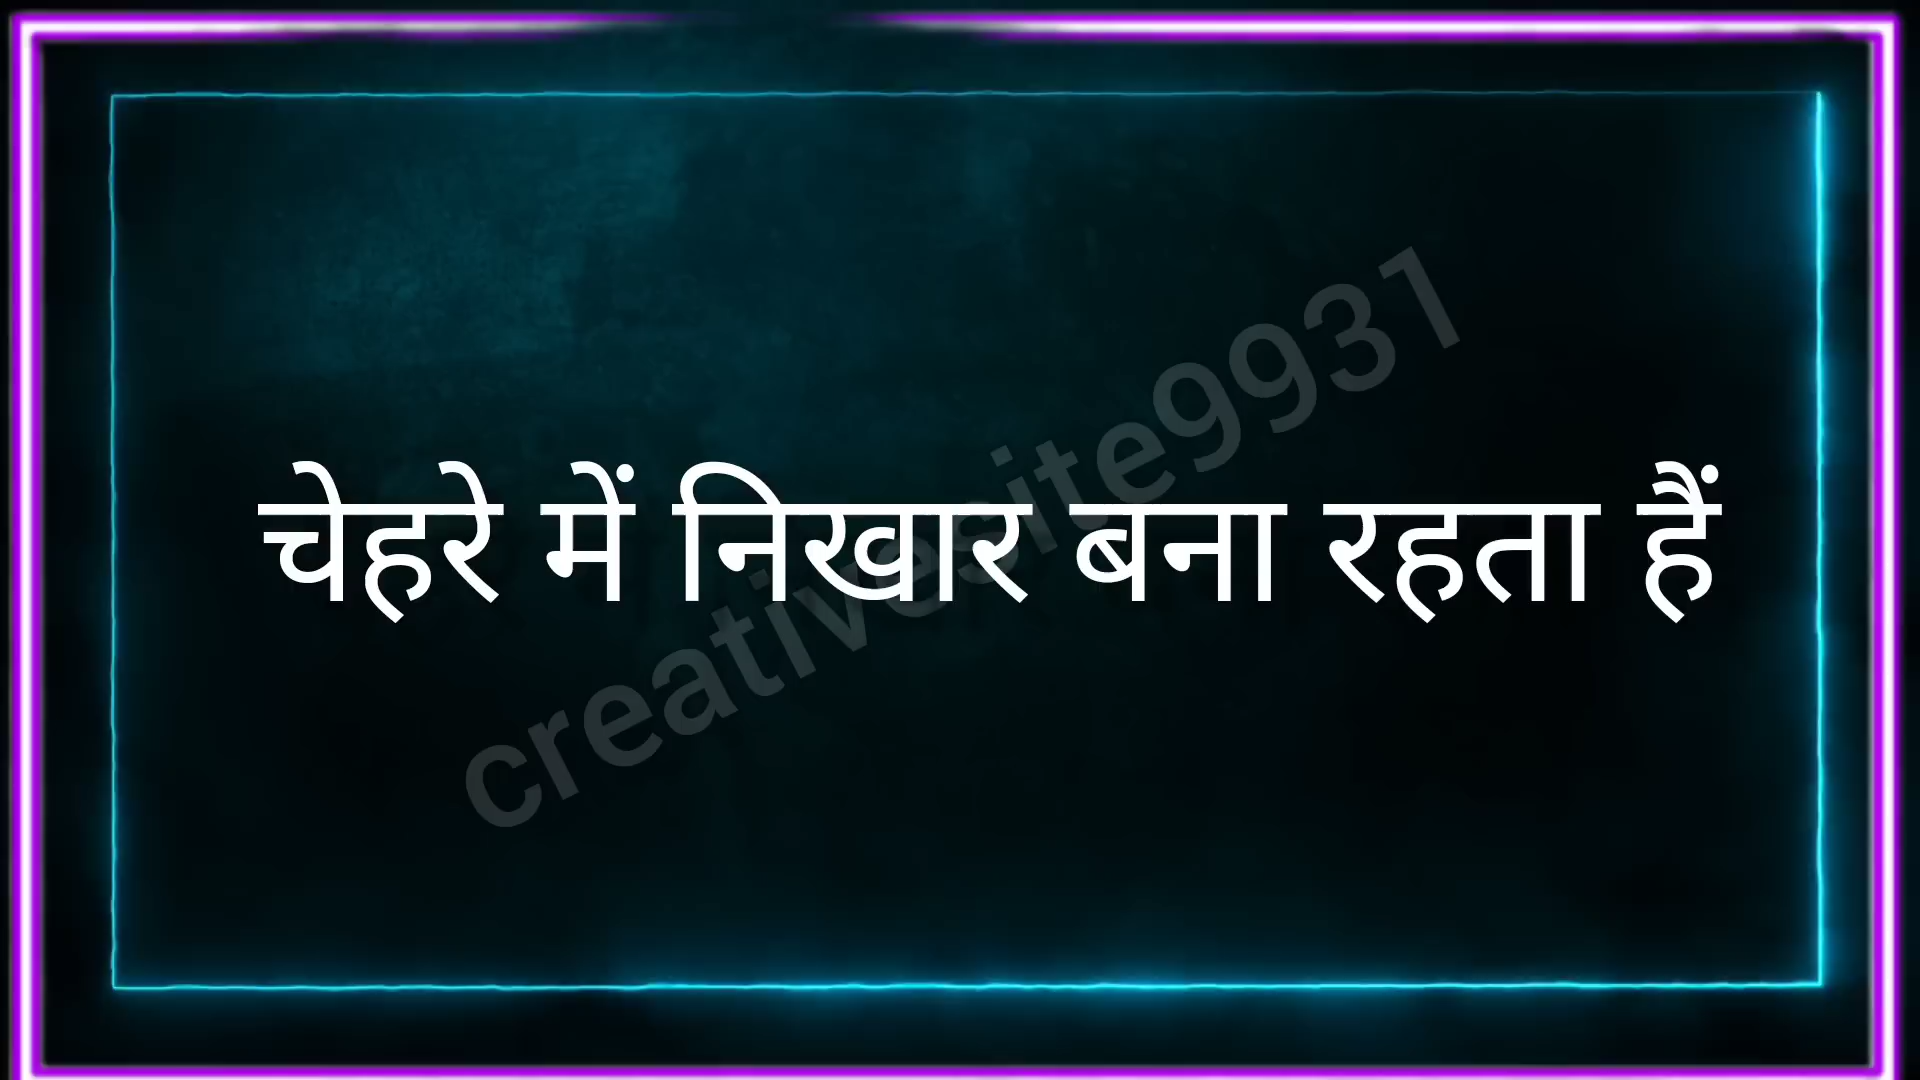 चेहरे में निखार बना रहता हैं
creativesite9931